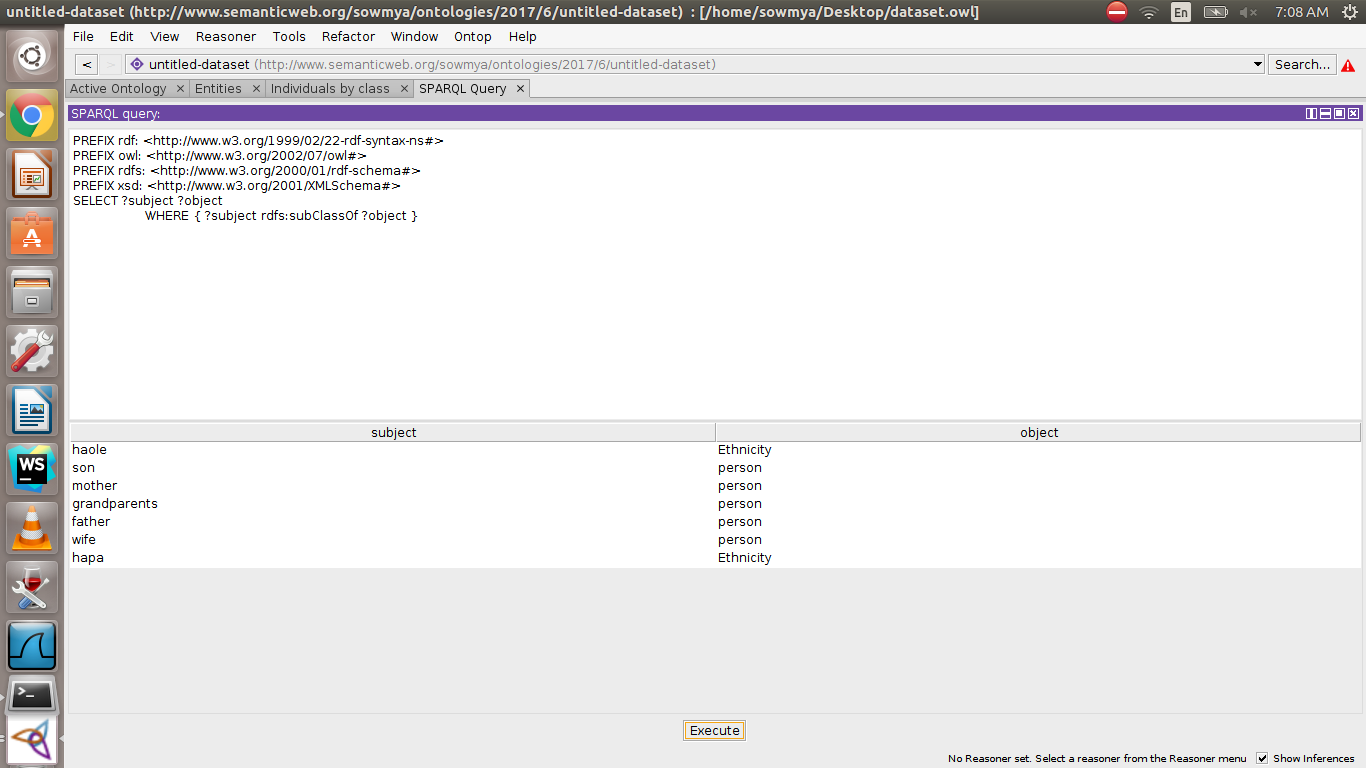 untitled-dataset (http://www.semanticweb.org/sowmya/ontologies/2017/6/untitled-dataset) : [/home/sowmya/Desktop/dataset.owl]
En
7:08 AM
File Edit View Reasoner Tools Refactor Window Ontop Help
< > untitled-dataset (http://www.semanticweb.org/sowmya/ontologies/2017/6/untitled-dataset) Search...
Active Ontology × Entities × Individuals by class × SPARQL Query ×
SPARQL query:
PREFIX rdf: <http://www.w3.org/1999/02/22-rdf-syntax-ns#>
PREFIX owl: <http://www.w3.org/2002/07/owl#>
PREFIX rdfs: <http://www.w3.org/2000/01/rdf-schema#>
PREFIX xsd: <http://www.w3.org/2001/XMLSchema#>
SELECT ?subject ?object
WHERE { ?subject rdfs:subClassOf ?object }
subject object
haole Ethnicity
son person
mother person
grandparents person
father person
wife person
hapa Ethnicity
WS
>_
Execute
No Reasoner set. Select a reasoner from the Reasoner menu Show Inferences